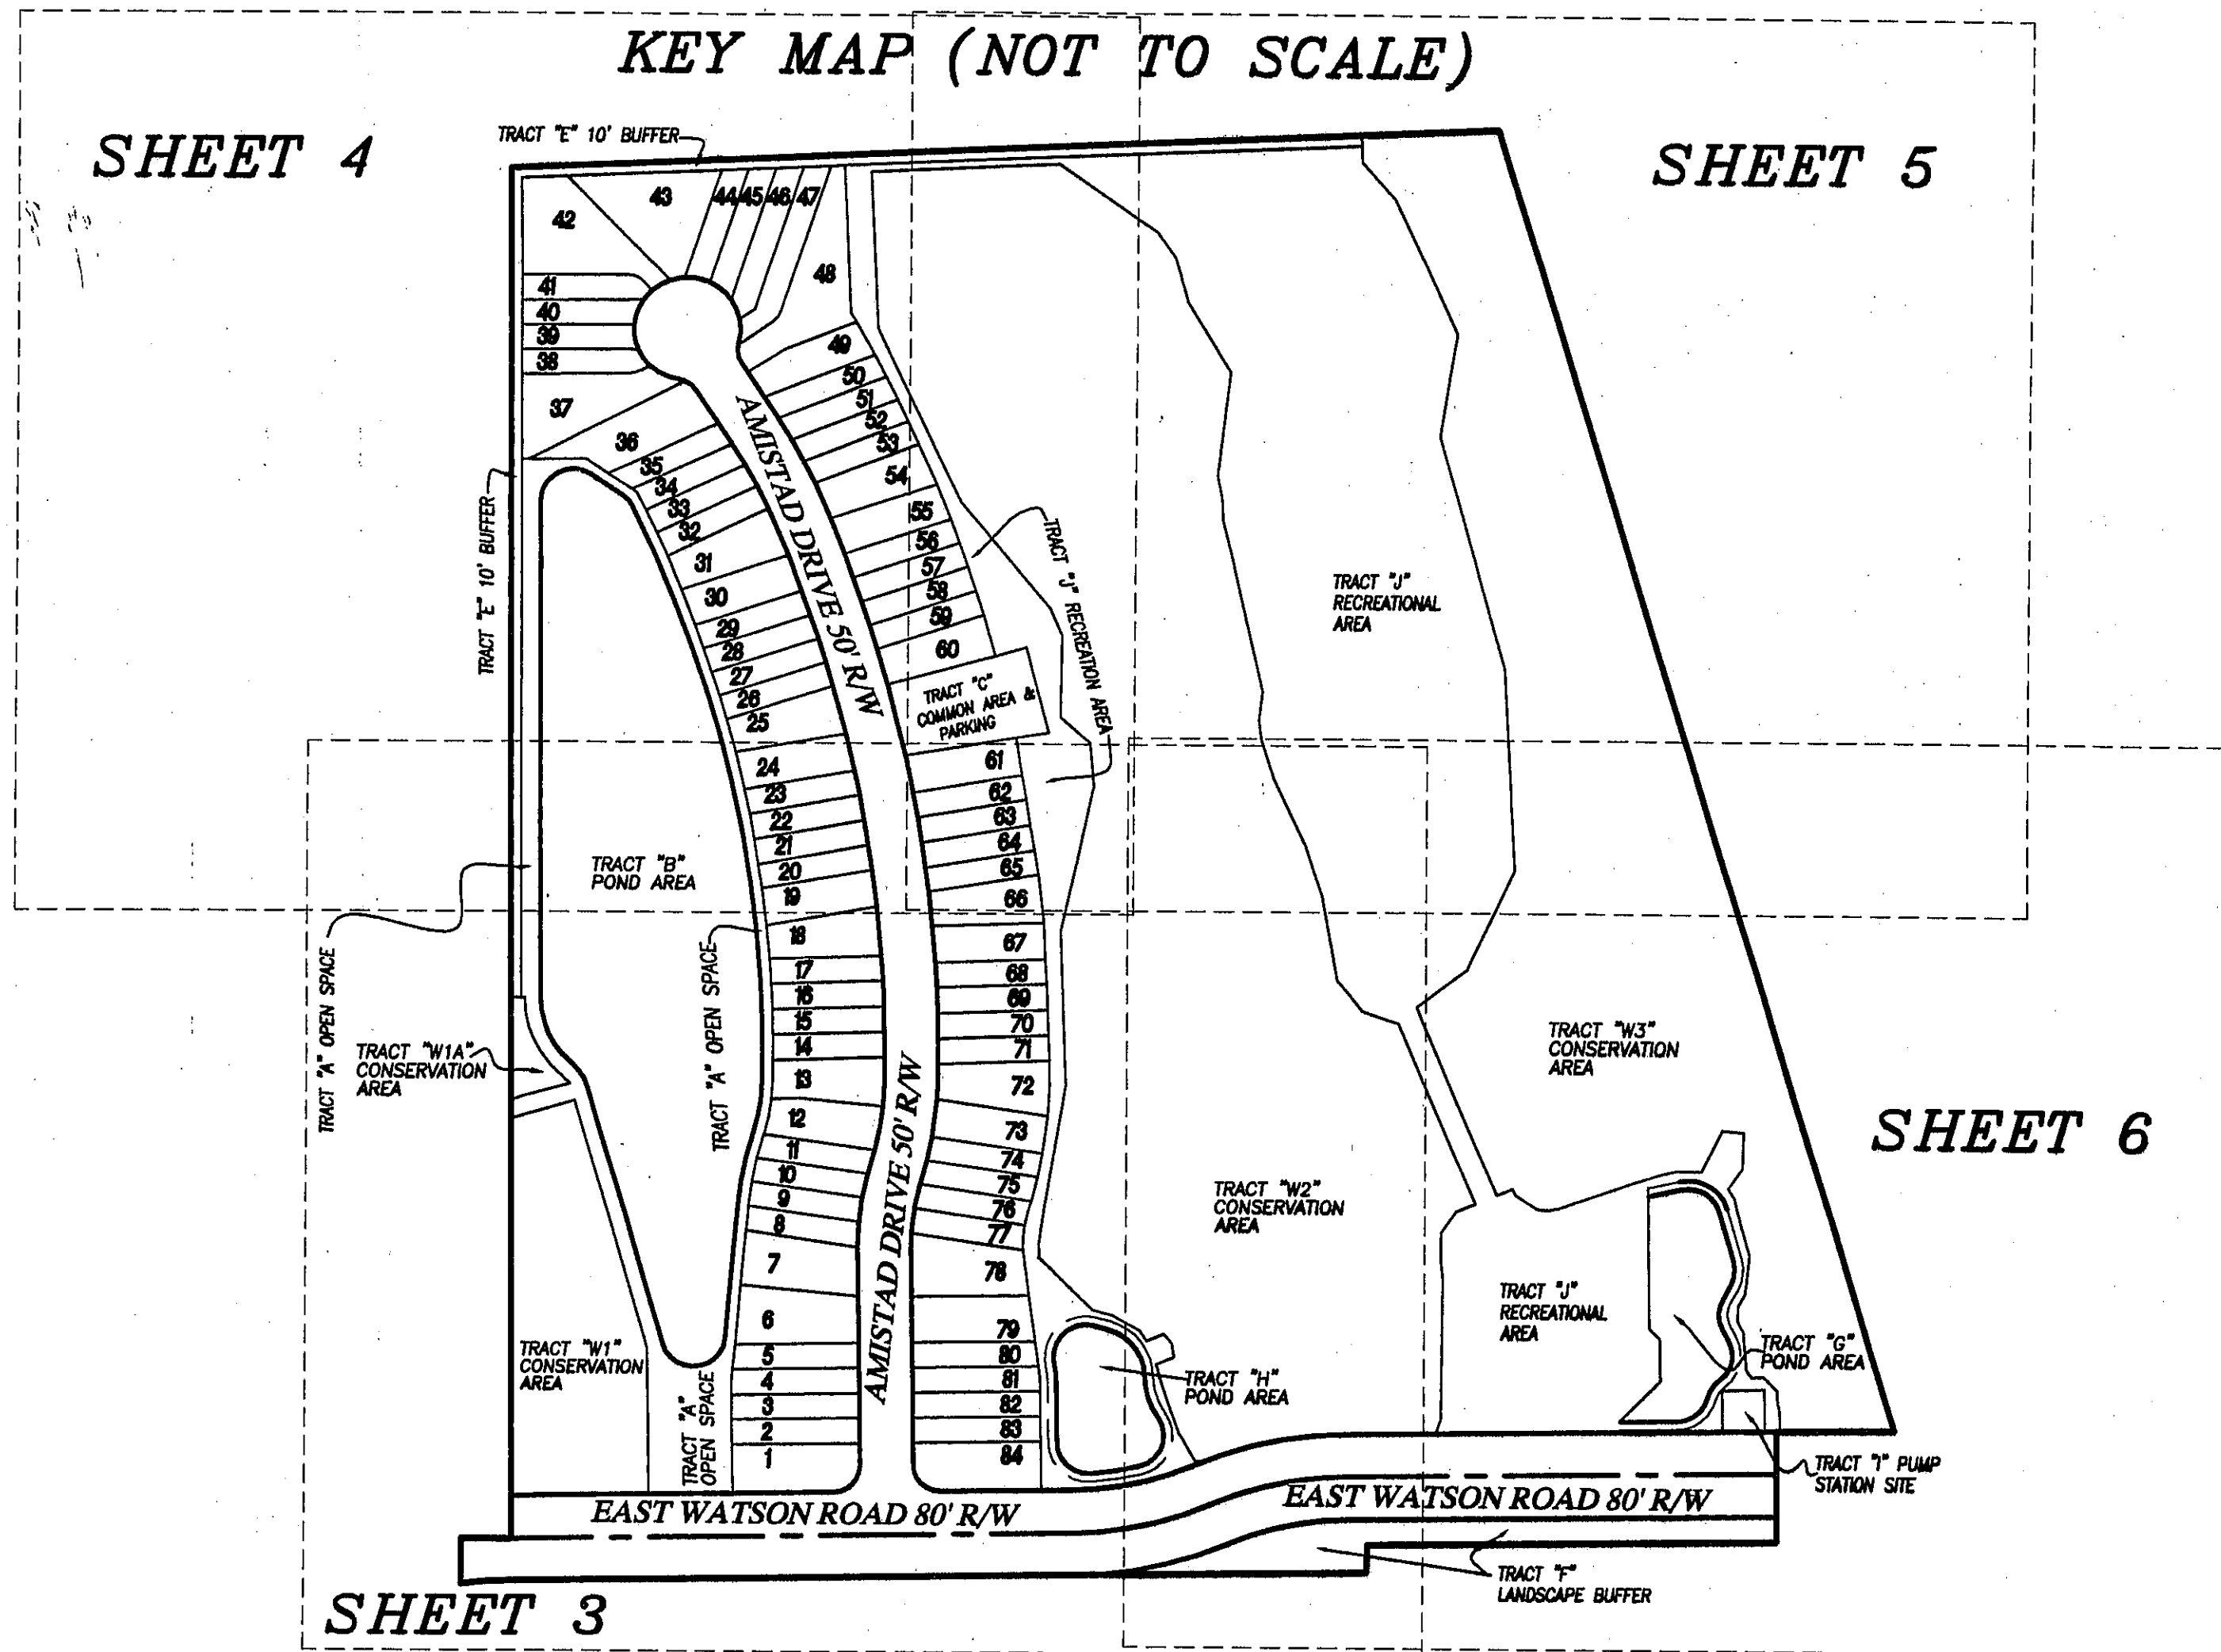 KEY MAP (NOT TO SCALE)
SHEET 4
SHEET 5
TRACT "E" 10' BUFFER
43
44
45
46
47
42
48
41
40
39
38
37
36
35
34
33
32
31
30
29
28
27
26
25
24
23
22
21
20
19
18
17
16
15
14
13
12
11
10
9
8
7
6
5
4
3
2
1
49
50
51
52
53
54
55
56
57
58
59
60
TRACT "C"
COMMON AREA &
PARKING
61
62
63
64
65
66
67
68
69
70
71
72
73
74
75
76
77
78
79
80
81
82
83
84
AMISTAD DRIVE 50' R/W
AMISTAD DRIVE 50' R/W
TRACT "E" 10' BUFFER
TRACT "J" RECREATION AREA
TRACT "J"
RECREATIONAL
AREA
TRACT "B"
POND AREA
TRACT "A" OPEN SPACE
TRACT "A" OPEN SPACE
TRACT "W1A"
CONSERVATION
AREA
TRACT "W3"
CONSERVATION
AREA
SHEET 6
TRACT "W2"
CONSERVATION
AREA
TRACT "J"
RECREATIONAL
AREA
TRACT "G"
POND AREA
TRACT "W1"
CONSERVATION
AREA
TRACT "A"
OPEN SPACE
TRACT "H"
POND AREA
TRACT "I" PUMP
STATION SITE
EAST WATSON ROAD 80' R/W
EAST WATSON ROAD 80' R/W
TRACT "F"
LANDSCAPE BUFFER
SHEET 3